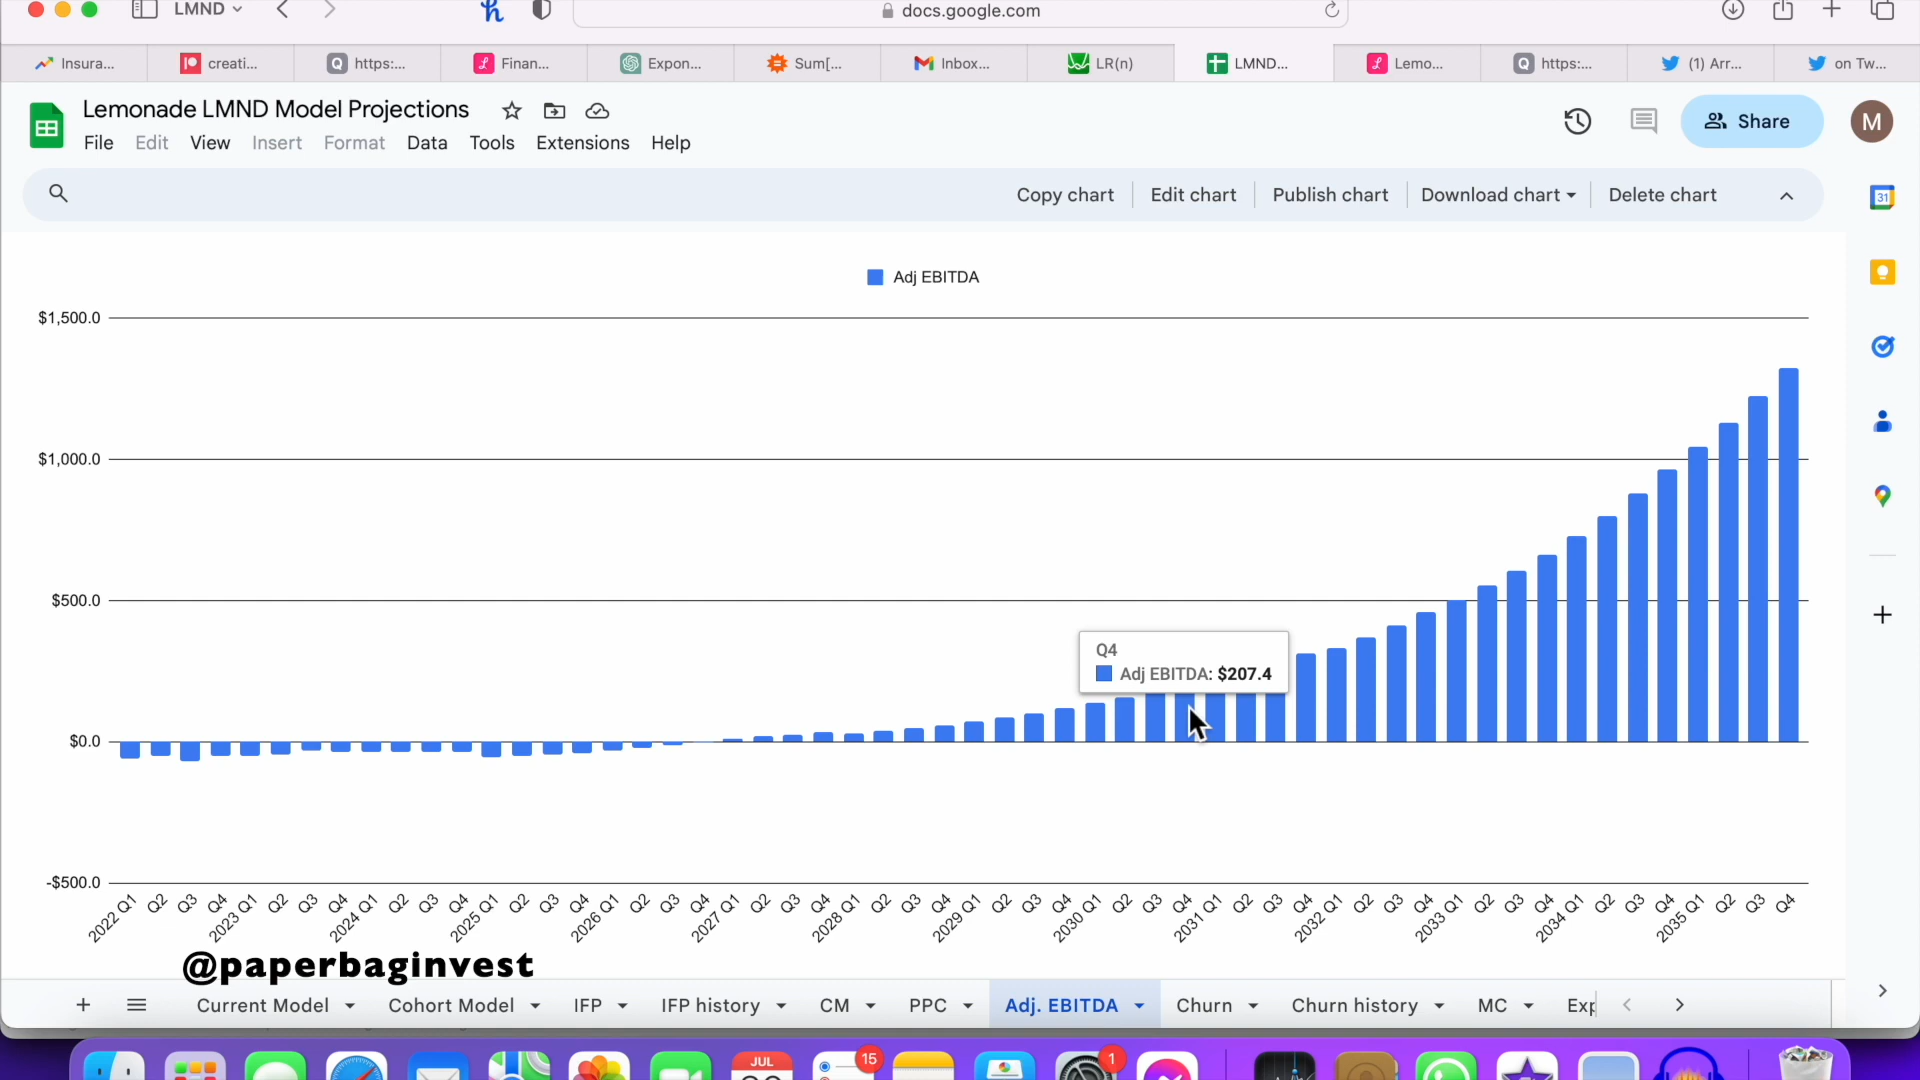 LMND
docs.google.com
Insura...
creati...
https:...
Finan...
Expon...
Sum[...
Inbox...
LR(n)
LMND...
Lemo...
https:...
(1) Arr...
on Tw...
Lemonade LMND Model Projections
File Edit View Insert Format Data Tools Extensions Help
Share
M
Copy chart
Edit chart
Publish chart
Download chart
Delete chart
31
Adj EBITDA
$1,500.0
$1,000.0
$500.0
$0.0
-$500.0
Q4
Adj EBITDA: $207.4
2022 Q1 Q2 Q3 Q4 2023 Q1 Q2 Q3 Q4 2024 Q1 Q2 Q3 Q4 2025 Q1 Q2 Q3 Q4 2026 Q1 Q2 Q3 Q4 2027 Q1 Q2 Q3 Q4 2028 Q1 Q2 Q3 Q4 2029 Q1 Q2 Q3 Q4 2030 Q1 Q2 Q3 Q4 2031 Q1 Q2 Q3 Q4 2032 Q1 Q2 Q3 Q4 2033 Q1 Q2 Q3 Q4 2034 Q1 Q2 Q3 Q4 2035 Q1 Q2 Q3 Q4
@paperbaginvest
Current Model
Cohort Model
IFP
IFP history
CM
PPC
Adj. EBITDA
Churn
Churn history
MC
Exp
JUL
15
1